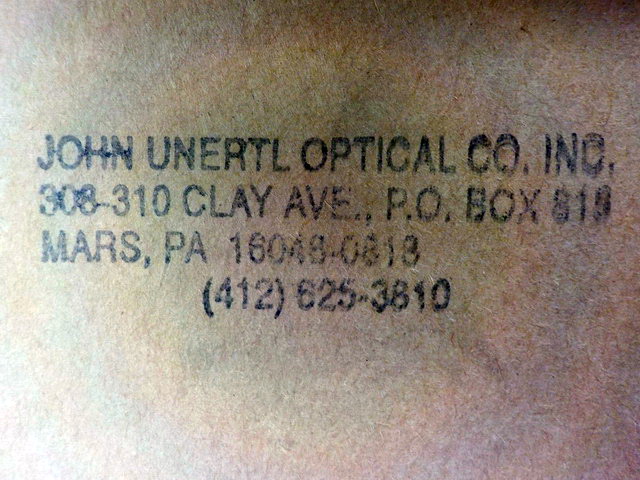 JOHN UNERTL OPTICAL CO. INC.
308-310 CLAY AVE., P.O. BOX 818
MARS, PA 16046-0818
(412) 625-3810